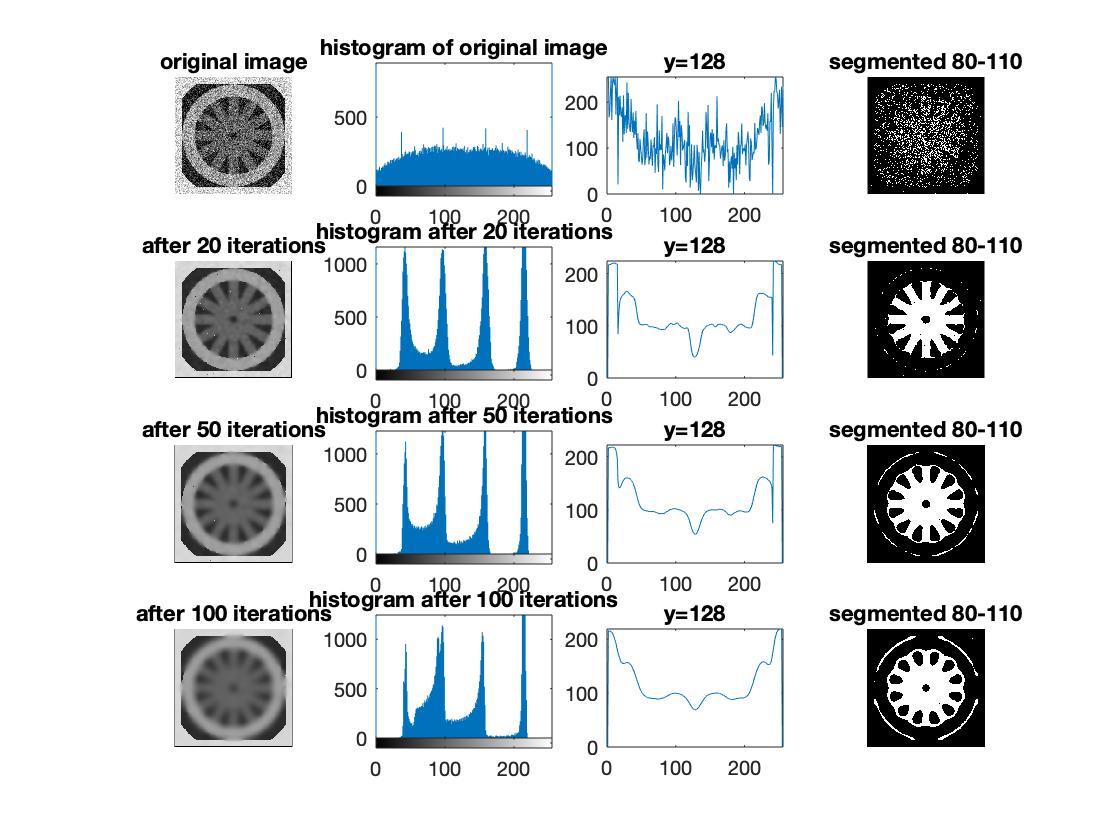 original image
histogram of original image
y=128
segmented 80-110
500
0
0 100 200
200
100
0
0 100 200
after 20 iterations
histogram after 20 iterations
y=128
segmented 80-110
1000
500
0
0 100 200
200
100
0
0 100 200
after 50 iterations
histogram after 50 iterations
y=128
segmented 80-110
1000
500
0
0 100 200
200
100
0
0 100 200
after 100 iterations
histogram after 100 iterations
y=128
segmented 80-110
1000
500
0
0 100 200
200
100
0
0 100 200